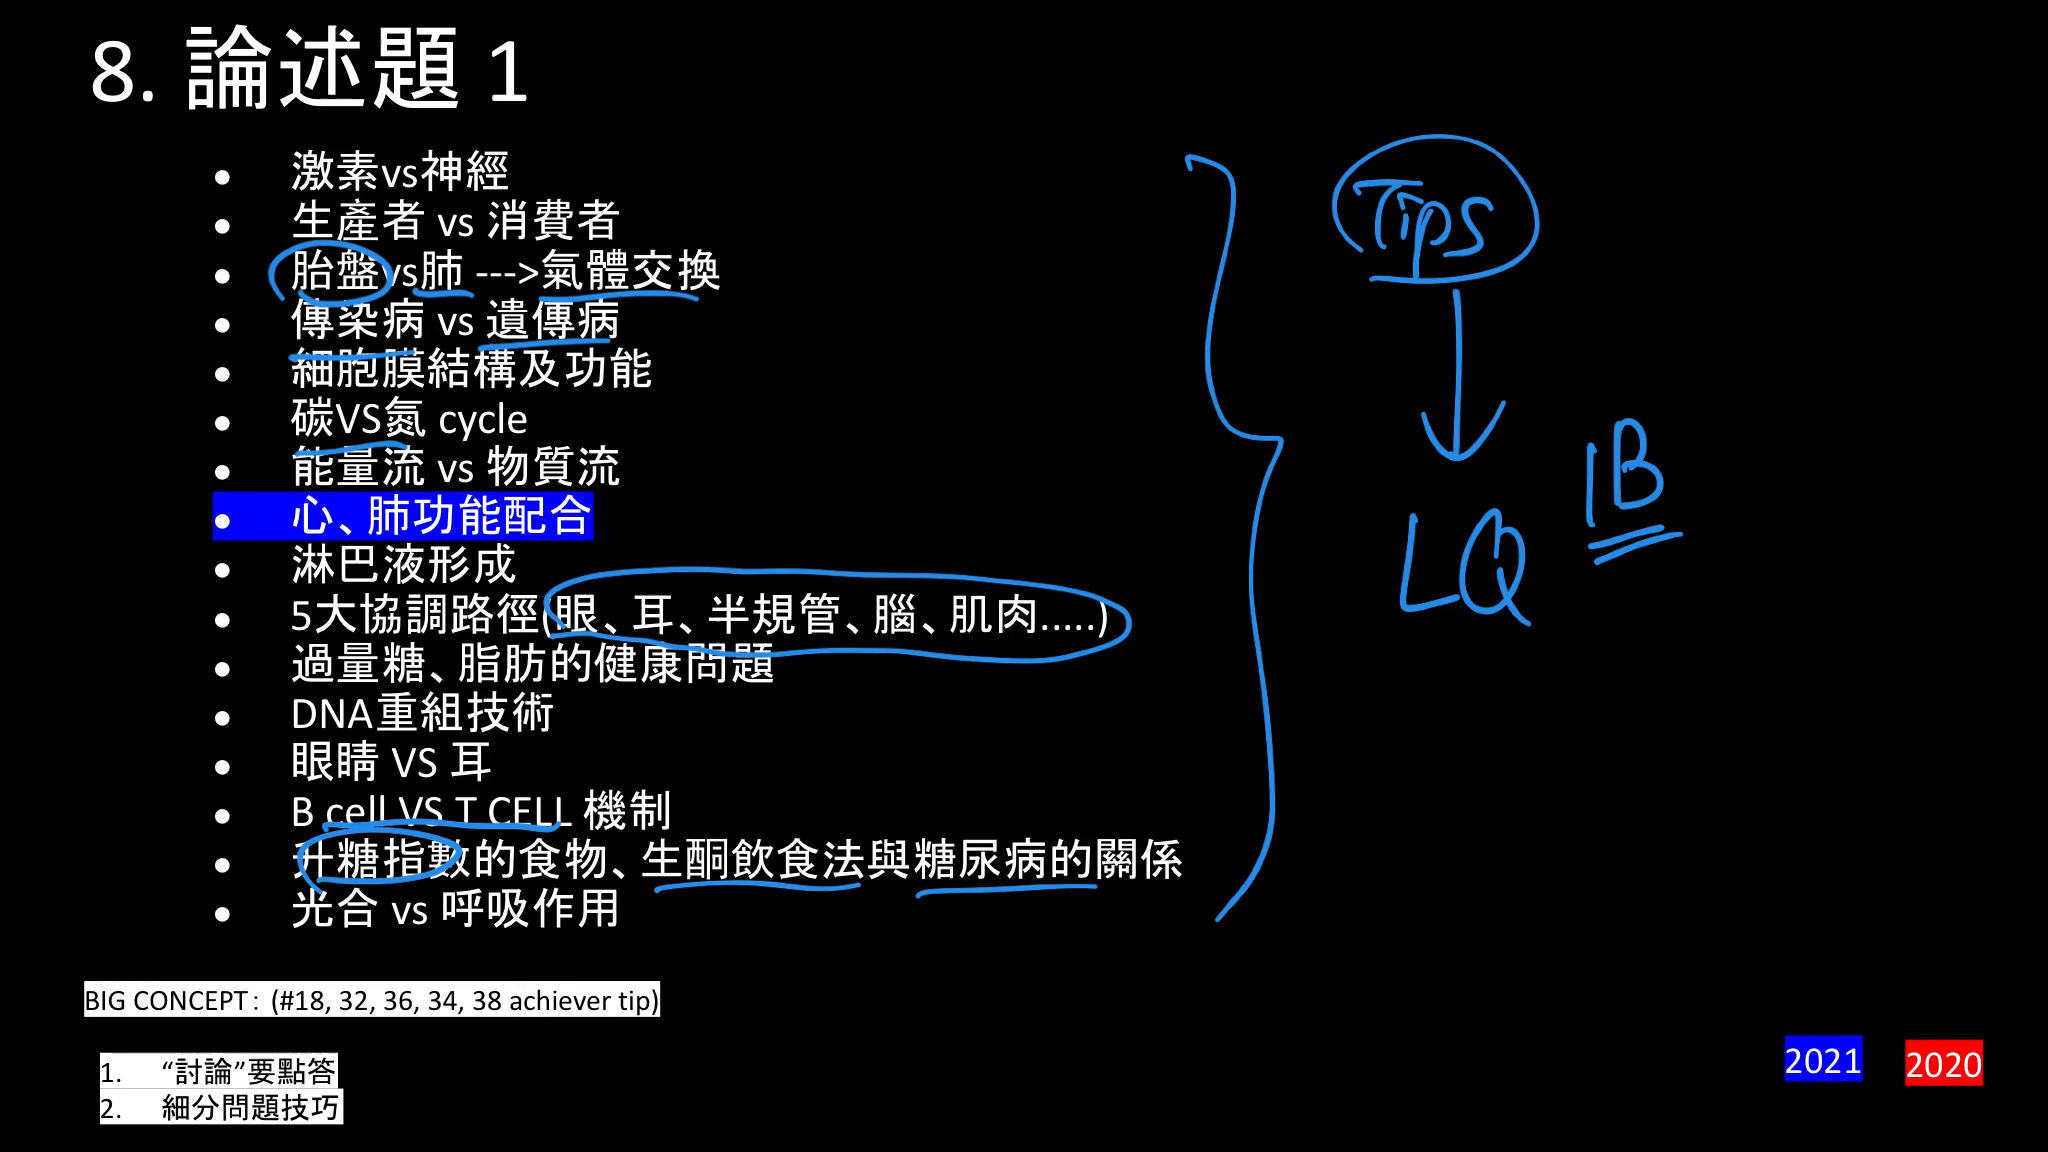 8. 論述題 1
● 激素vs神經
● 生產者 vs 消費者
● 胎盤vs肺 --->氣體交換
● 傳染病 vs 遺傳病
● 細胞膜結構及功能
● 碳VS氮 cycle
● 能量流 vs 物質流
● 心、肺功能配合
● 淋巴液形成
● 5大協調路徑(眼、耳、半規管、腦、肌肉.....)
● 過量糖、脂肪的健康問題
● DNA重組技術
● 眼睛 VS 耳
● B cell VS T CELL 機制
● 升糖指數的食物、生酮飲食法與糖尿病的關係
● 光合 vs 呼吸作用
Tips
LQ
1B
BIG CONCEPT：(#18, 32, 36, 34, 38 achiever tip)
1. “討論”要點答
2. 細分問題技巧
2021 2020